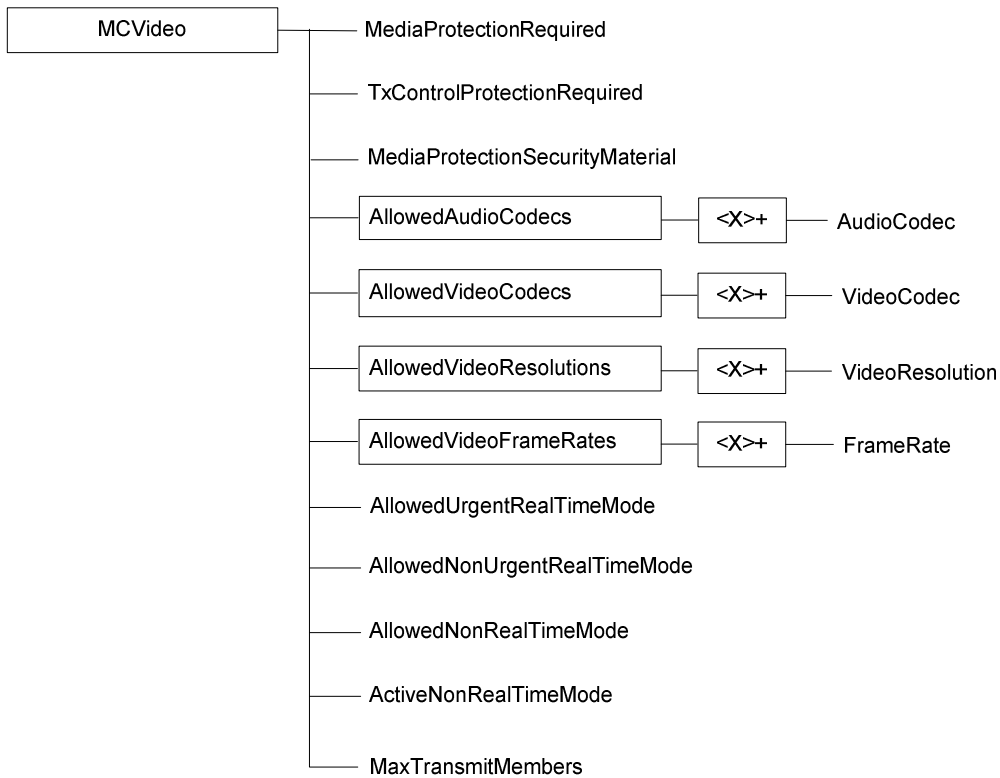 MCVideo
MediaProtectionRequired
TxControlProtectionRequired
MediaProtectionSecurityMaterial
AllowedAudioCodecs <X>+ AudioCodec
AllowedVideoCodecs <X>+ VideoCodec
AllowedVideoResolutions <X>+ VideoResolution
AllowedVideoFrameRates <X>+ FrameRate
AllowedUrgentRealTimeMode
AllowedNonUrgentRealTimeMode
AllowedNonRealTimeMode
ActiveNonRealTimeMode
MaxTransmitMembers